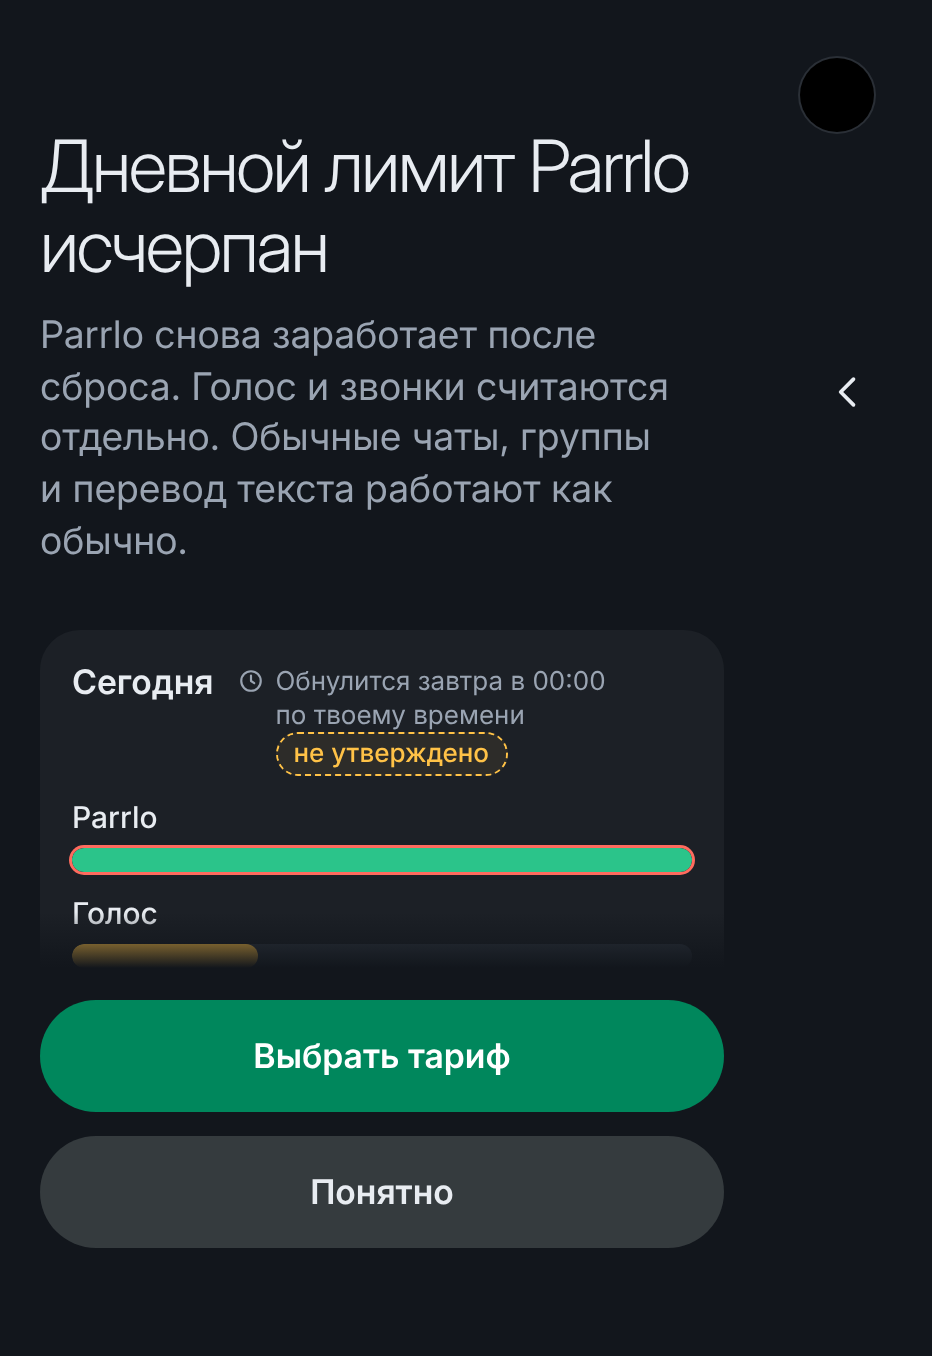 Дневной лимит Parrlo
исчерпан
Parrlo снова заработает после
сброса. Голос и звонки считаются
отдельно. Обычные чаты, группы
и перевод текста работают как
обычно.
Сегодня
Обнулится завтра в 00:00
по твоему времени
не утверждено
Parrlo
Голос
Выбрать тариф
Понятно